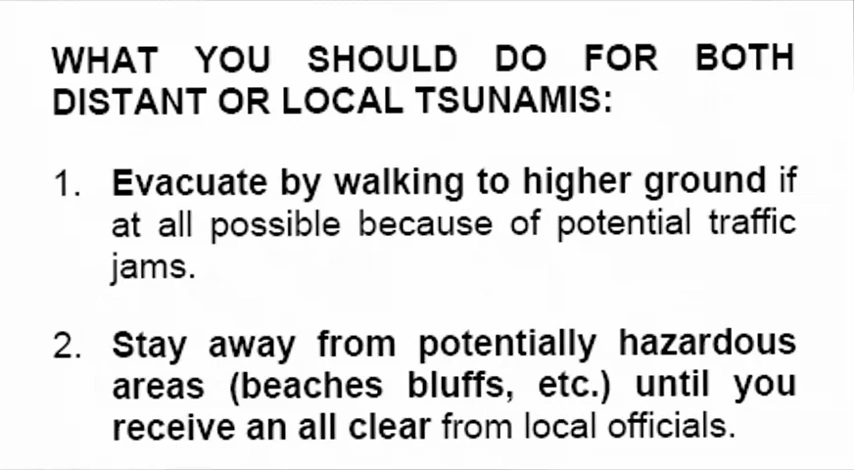 WHAT YOU SHOULD DO FOR BOTH
DISTANT OR LOCAL TSUNAMIS:
1. Evacuate by walking to higher ground if
at all possible because of potential traffic
jams.
2. Stay away from potentially hazardous
areas (beaches bluffs, etc.) until you
receive an all clear from local officials.